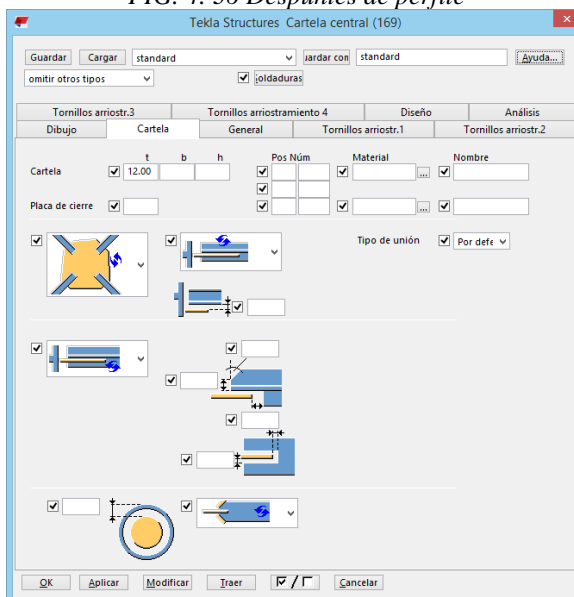 FIG. 4. 50 Despuntes de perfile
Tekla Structures Cartela central (169)
Guardar Cargar standard uardar con standard Ayuda...
omitir otros tipos oldaduras
Tornillos arriostr.3 Tornillos arriostramiento 4 Diseño Análisis
Dibujo Cartela General Tornillos arriostr.1 Tornillos arriostr.2
t b h Pos Núm Material Nombre
Cartela 12.00 ...
Placa de cierre ...
Tipo de unión Por defe
OK Aplicar Modificar Traer / Cancelar